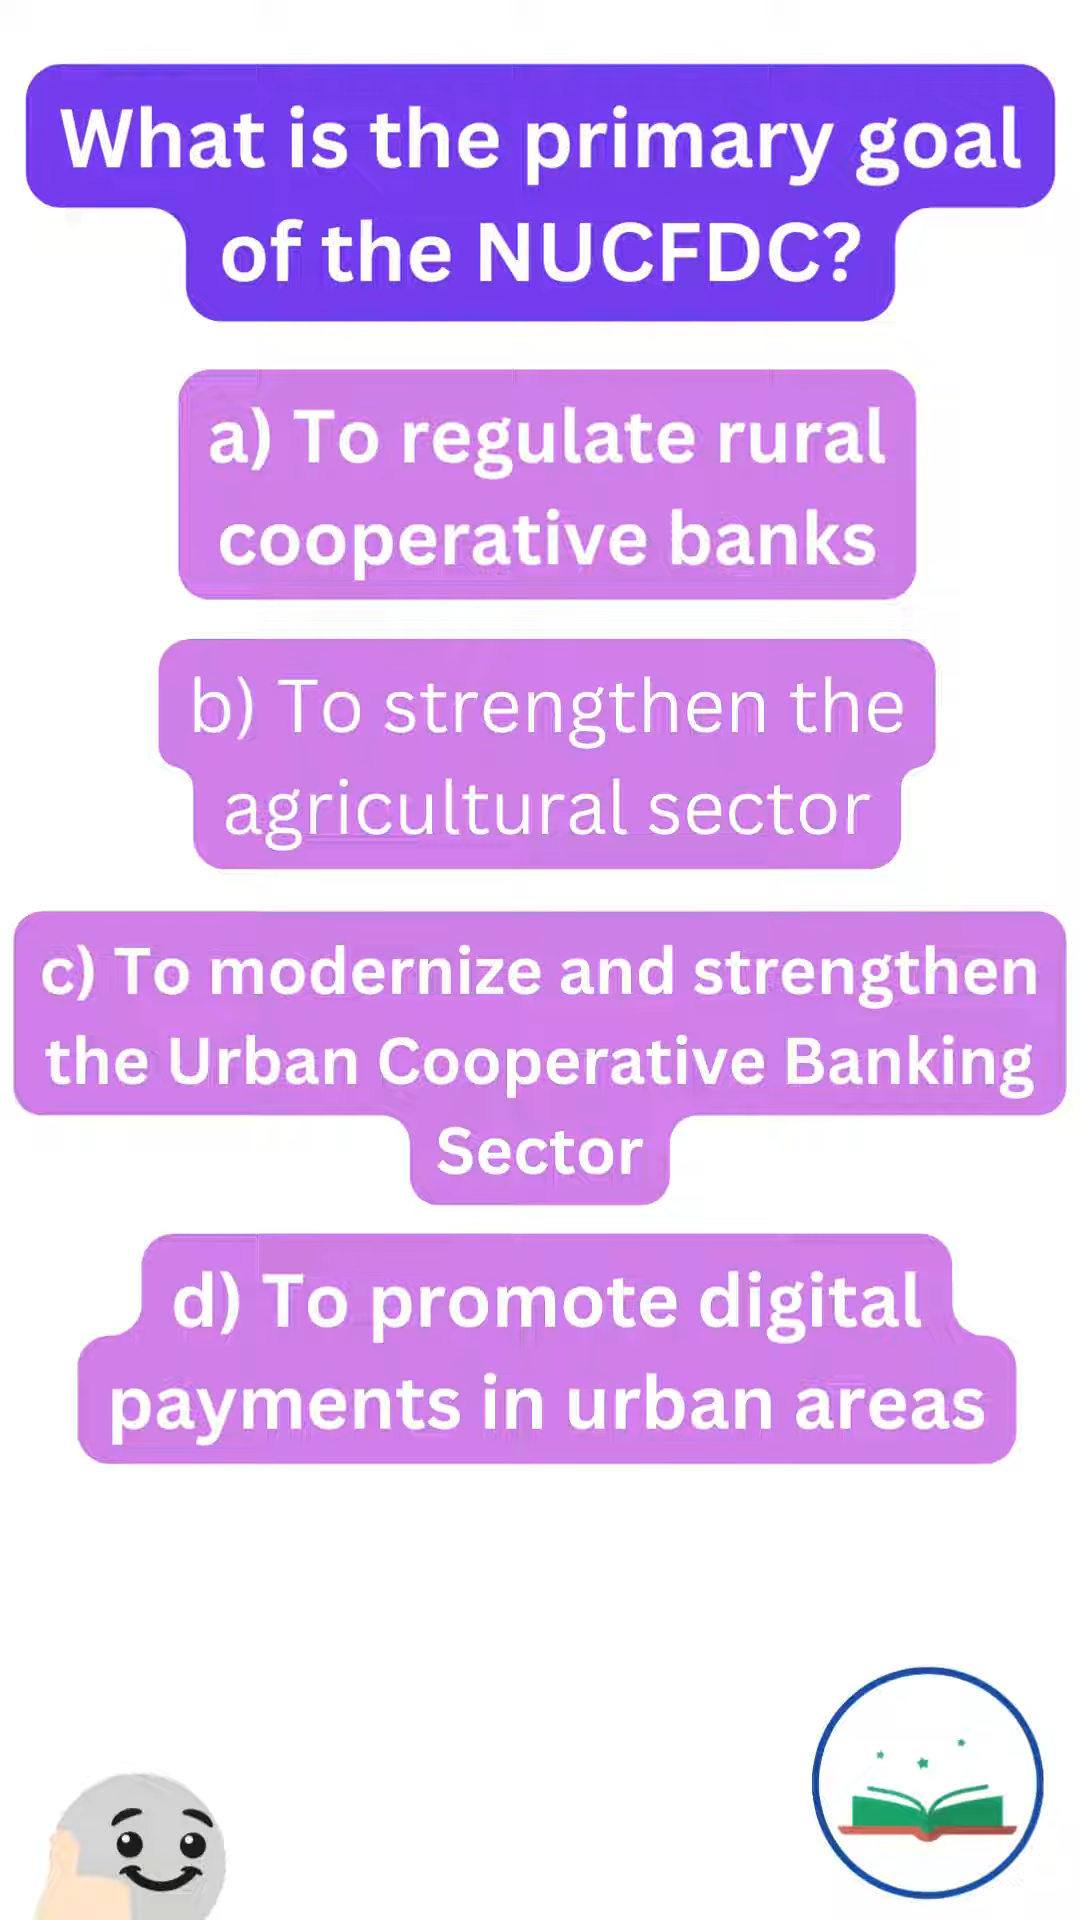 What is the primary goal
of the NUCFDC?
a) To regulate rural
cooperative banks
b) To strengthen the
agricultural sector
c) To modernize and strengthen
the Urban Cooperative Banking
Sector
d) To promote digital
payments in urban areas